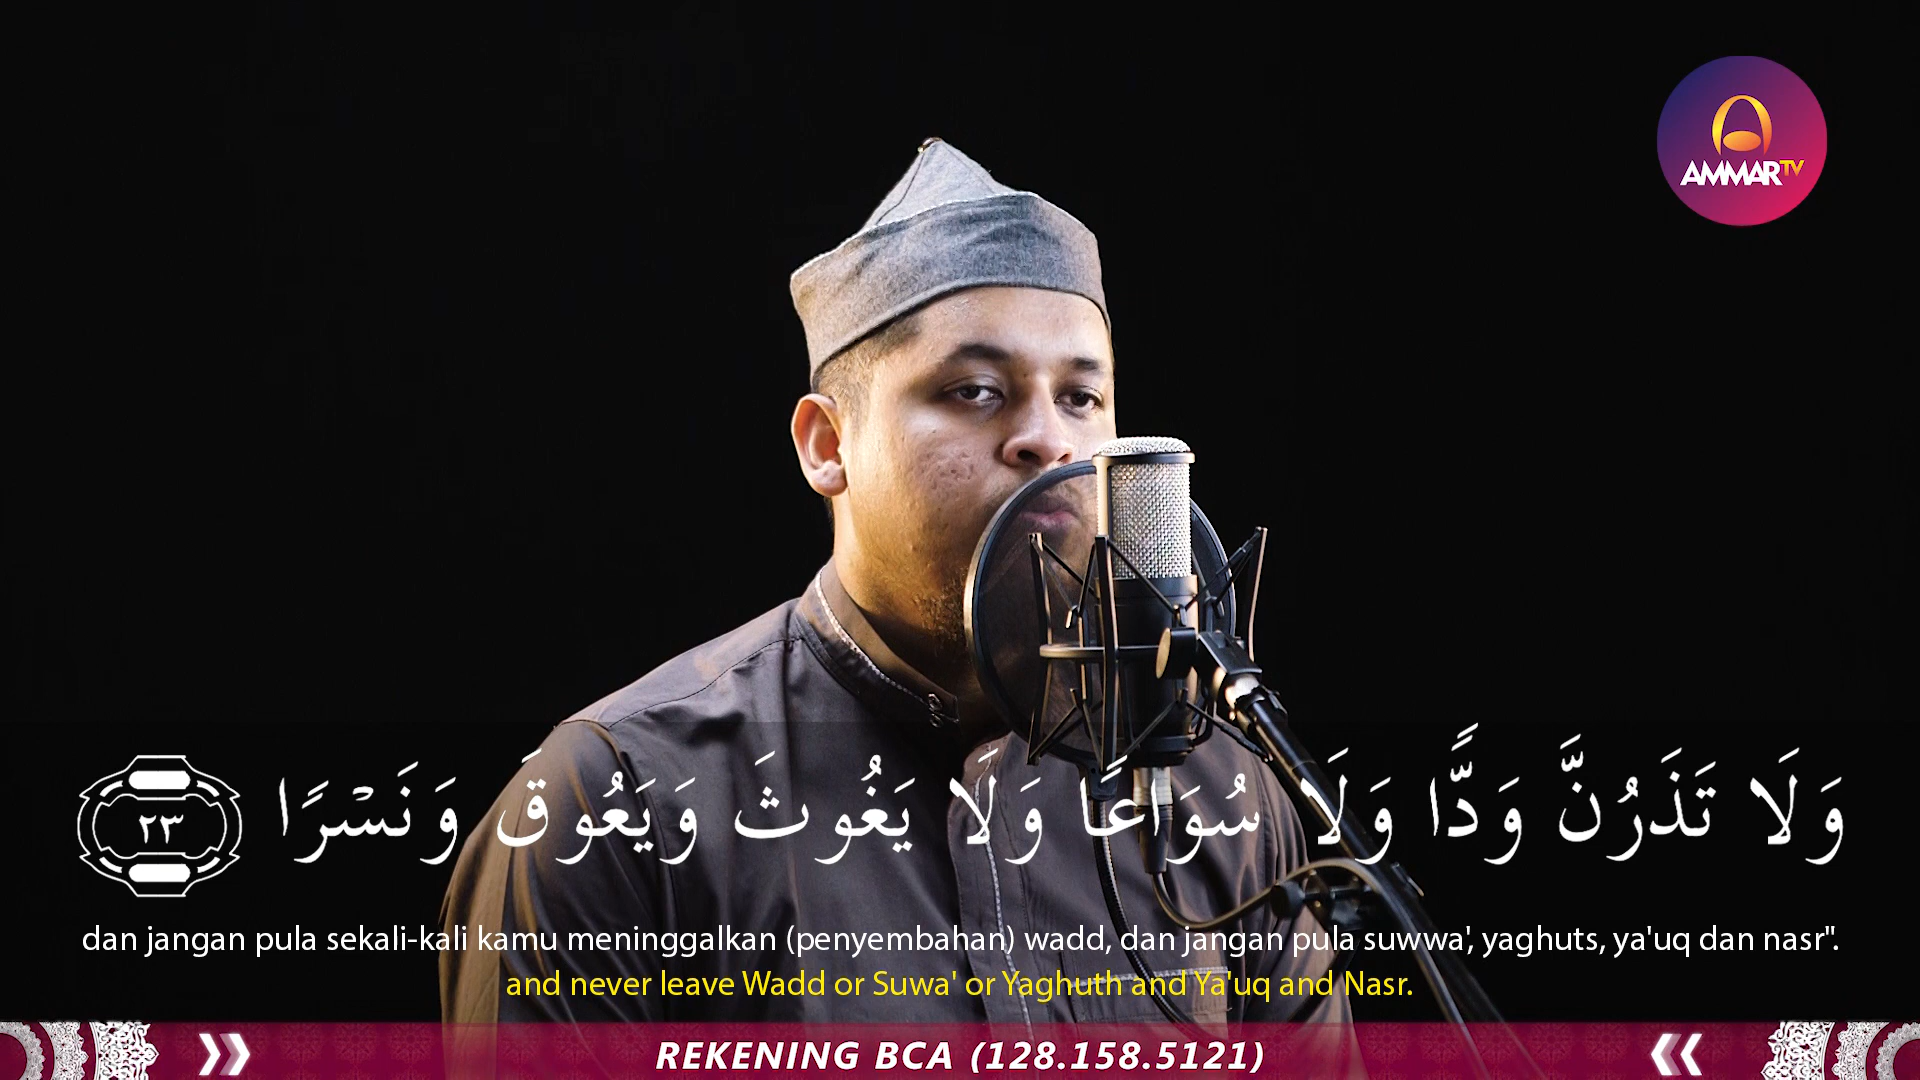 AMMARTV
وَلَا تَذَرُنَّ وَدًّا وَلَا سُوَاعًا وَلَا يَغُوثَ وَيَعُوقَ وَنَسْرًا ٢٣
dan jangan pula sekali-kali kamu meninggalkan (penyembahan) wadd, dan jangan pula suwwa', yaghuts, ya'uq dan nasr".
and never leave Wadd or Suwa' or Yaghuth and Ya'uq and Nasr.
REKENING BCA (128.158.5121)